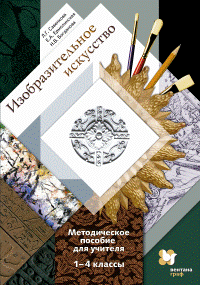 Л.Г. Савенкова
Е.А. Ермолинская
Н.В. Богданова
Изобразительное
искусство
Методическое
пособие
для учителя
1–4 классы
вентана
граф